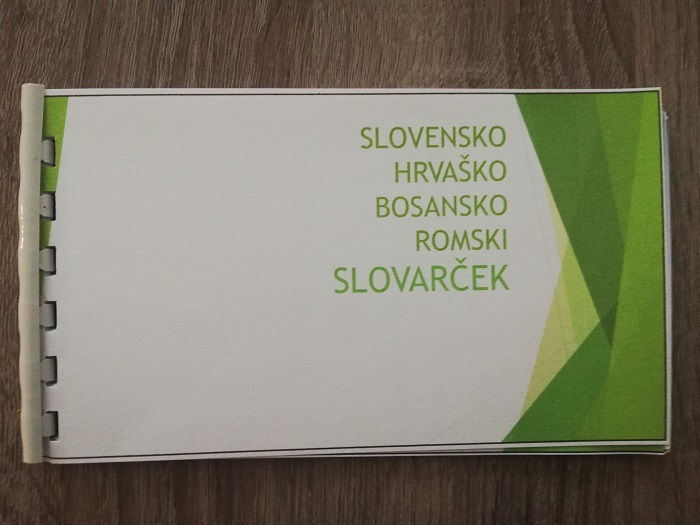 SLOVENSKO
HRVAŠKO
BOSANSKO
ROMSKI
SLOVARČEK